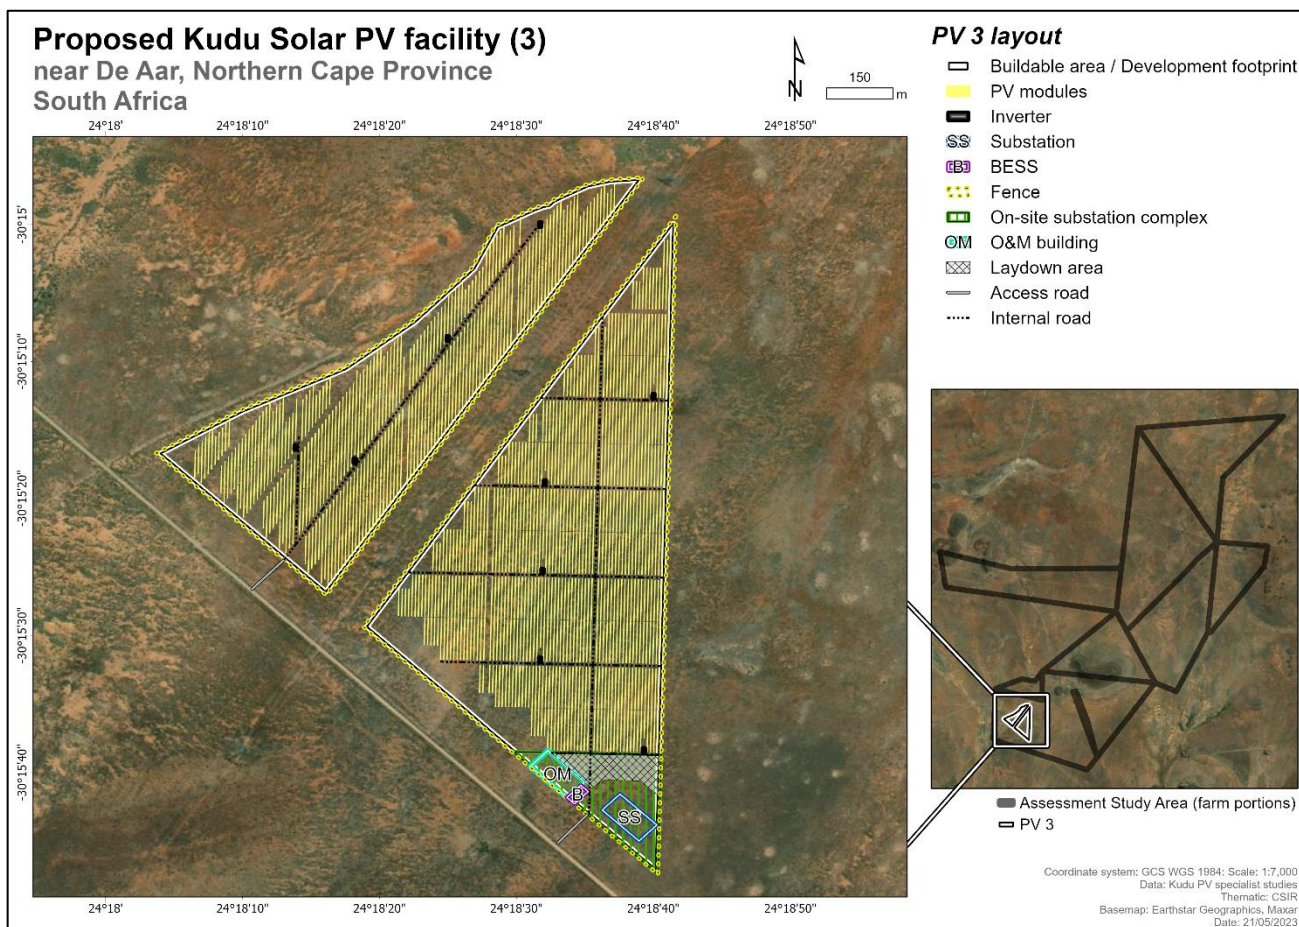 Proposed Kudu Solar PV facility (3)
near De Aar, Northern Cape Province
South Africa
N
150
m
24°18'
24°18'10"
24°18'20"
24°18'30"
24°18'40"
24°18'50"
-30°15'
-30°15'10"
-30°15'20"
-30°15'30"
-30°15'40"
OM
B
SS
24°18'
24°18'10"
24°18'20"
24°18'30"
24°18'40"
24°18'50"
PV 3 layout
Buildable area / Development footprint
PV modules
Inverter
SS Substation
B BESS
Fence
On-site substation complex
OM O&M building
Laydown area
Access road
Internal road
Assessment Study Area (farm portions)
PV 3
Coordinate system: GCS WGS 1984: Scale: 1:7,000
Data: Kudu PV specialist studies
Thematic: CSIR
Basemap: Earthstar Geographics, Maxar
Date: 21/05/2023